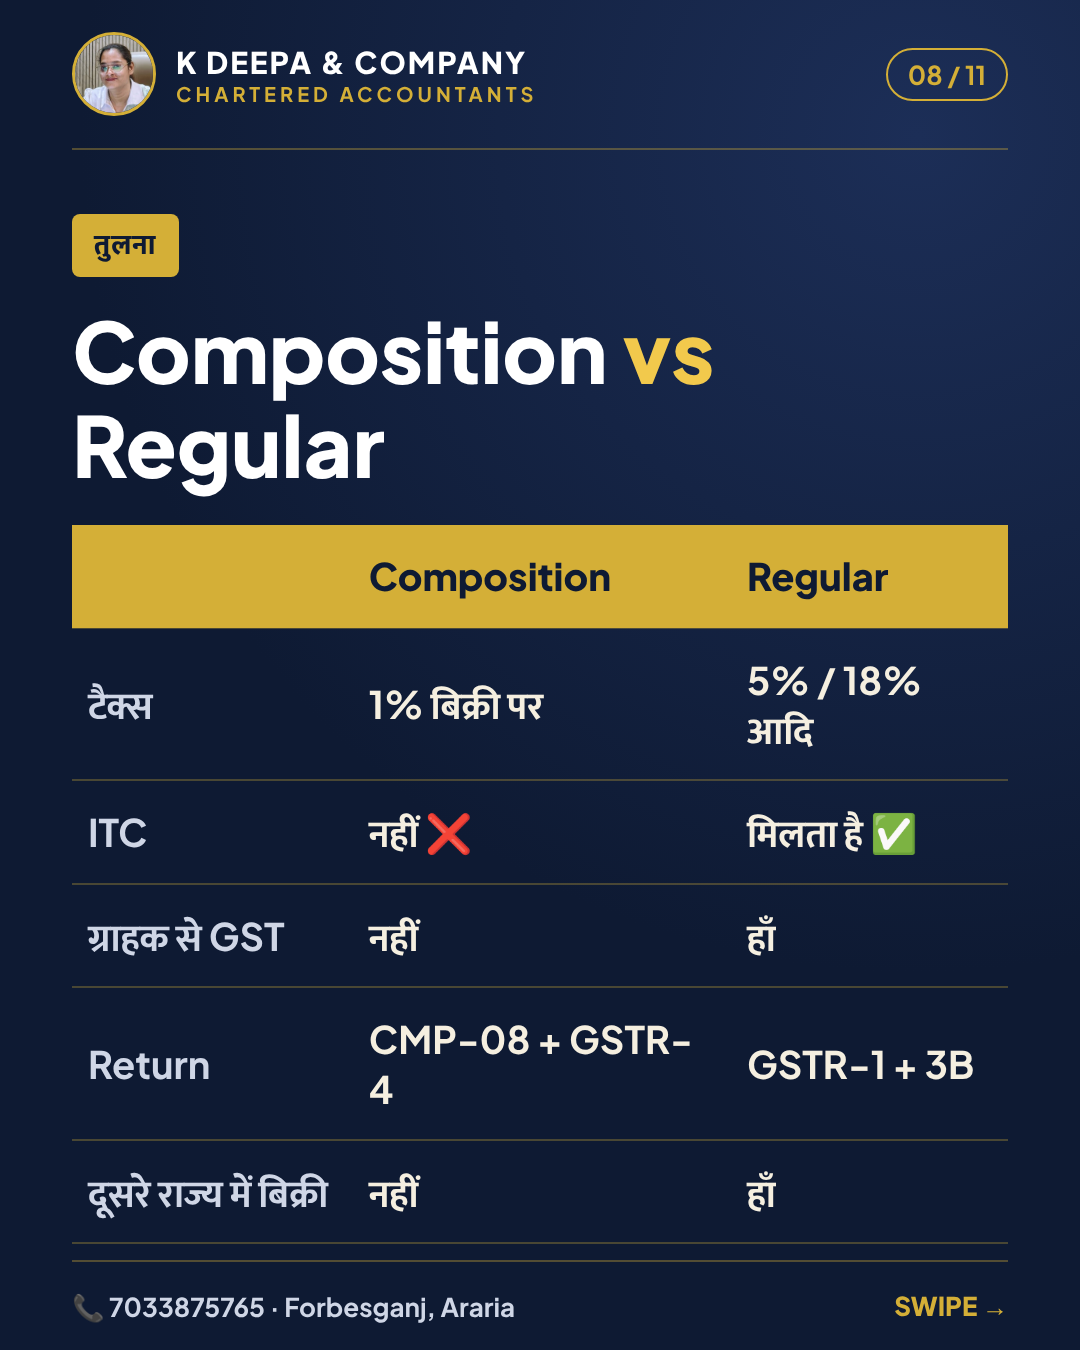 K DEEPA & COMPANY
CHARTERED ACCOUNTANTS
08 / 11
तुलना
Composition vs
Regular
Composition Regular
टैक्स 1% बिक्री पर 5% / 18%
आदि
ITC नहीं ❌ मिलता है ✅
ग्राहक से GST नहीं हाँ
Return CMP-08 + GSTR-
4 GSTR-1 + 3B
दूसरे राज्य में बिक्री नहीं हाँ
📞 7033875765 · Forbesganj, Araria
SWIPE →